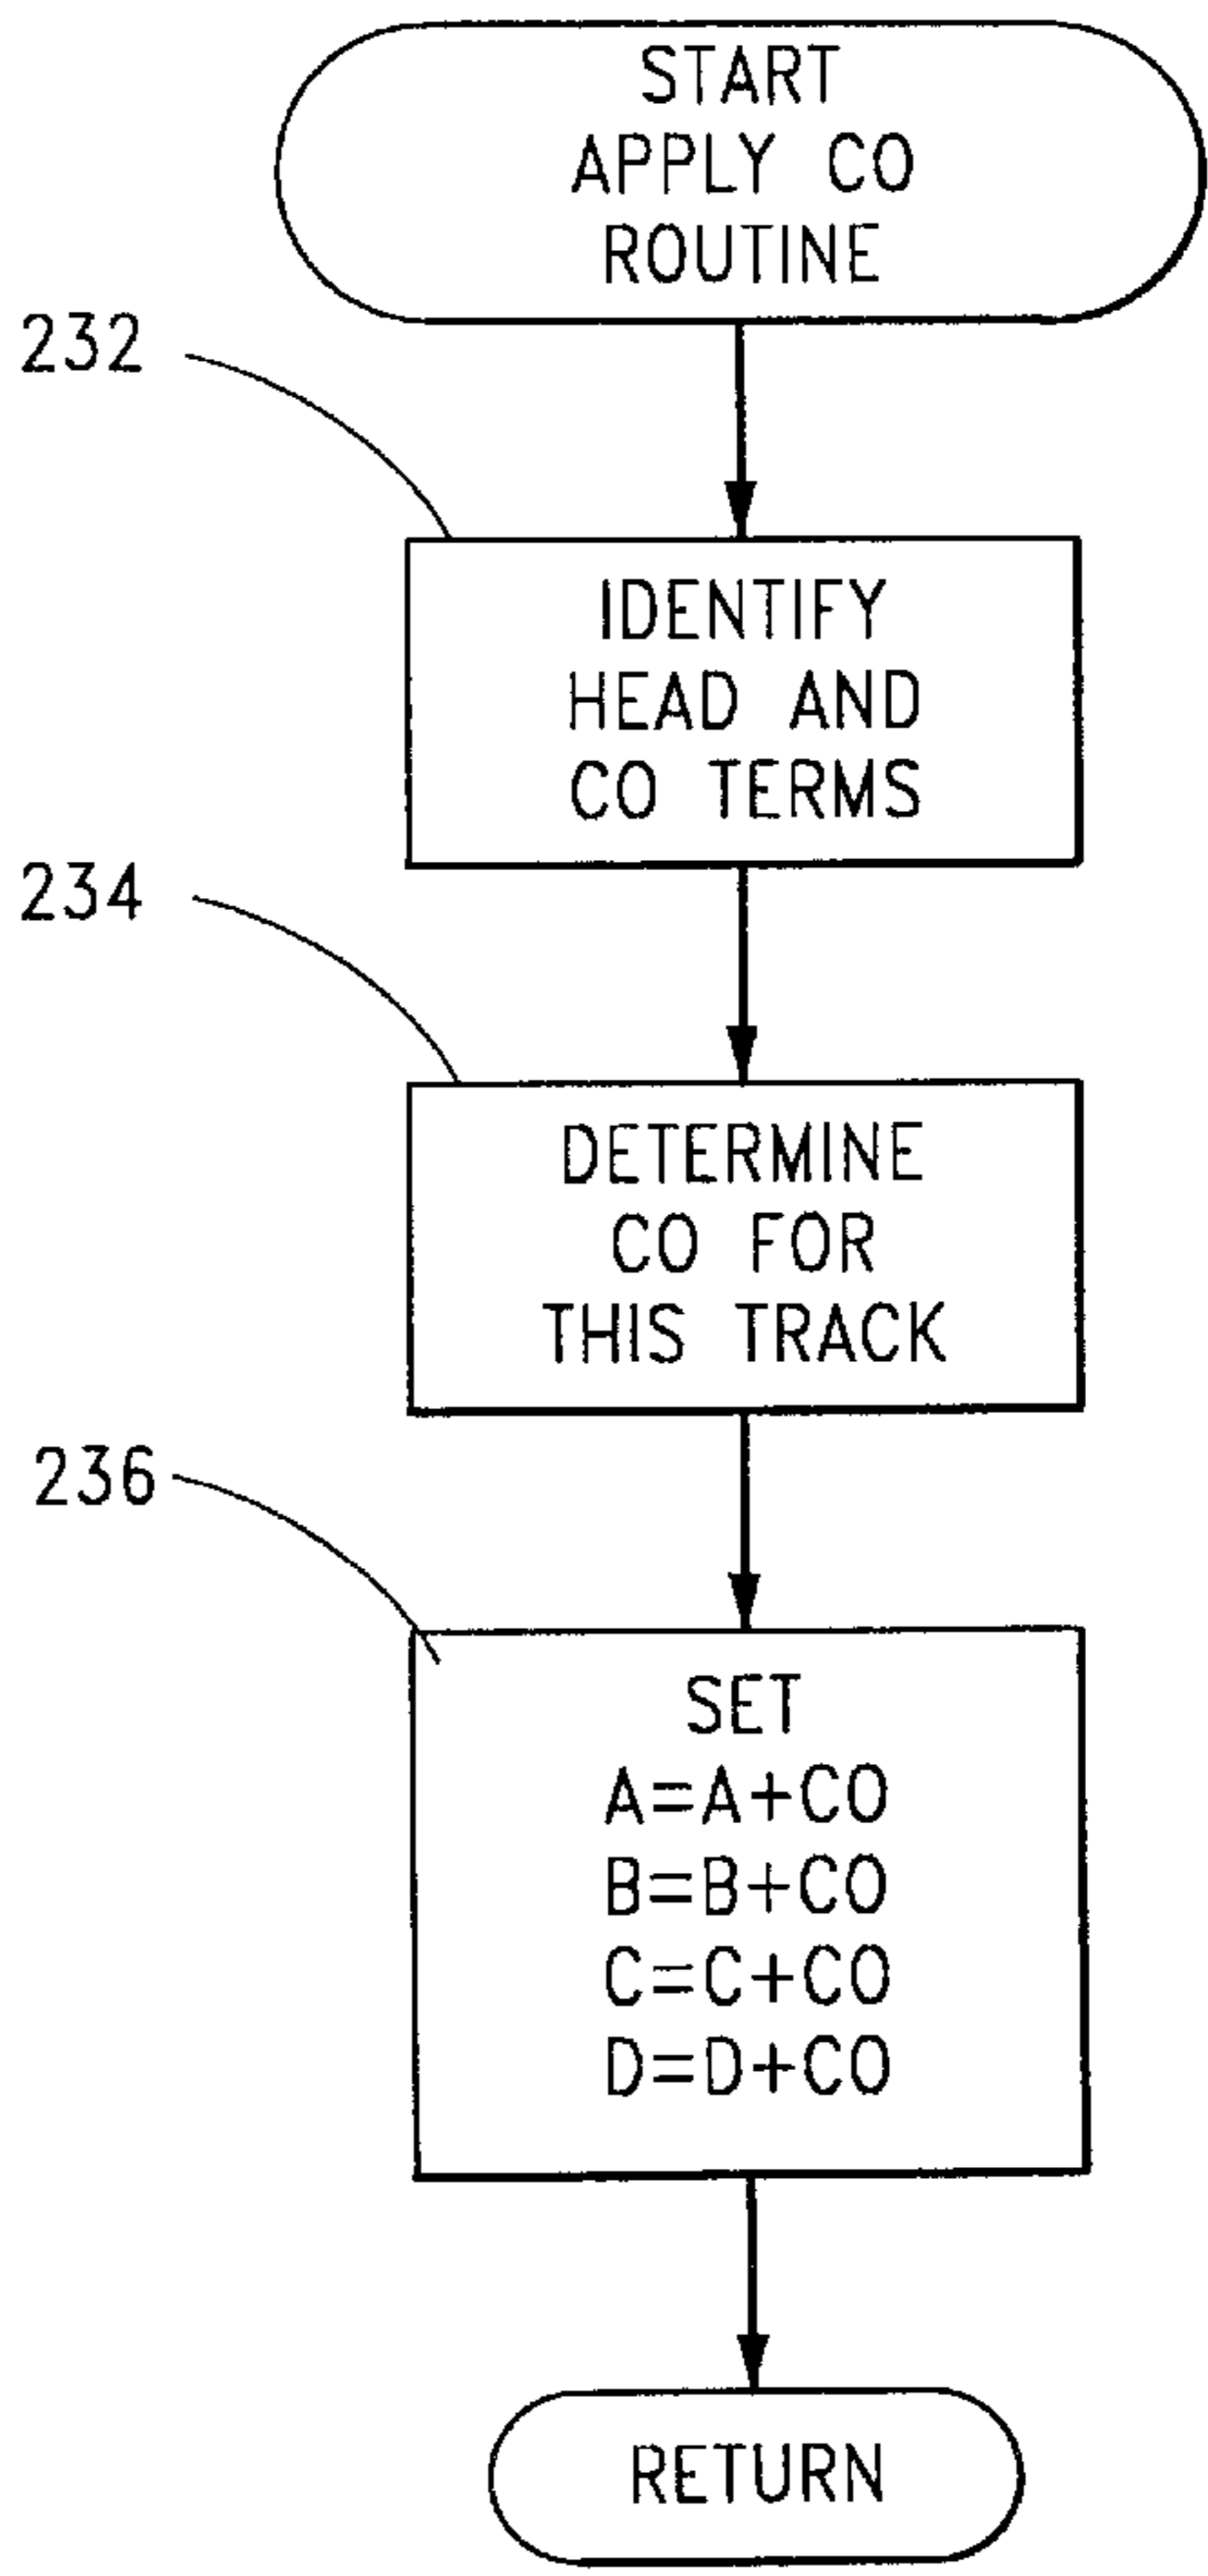 START
APPLY CO
ROUTINE
232
IDENTIFY
HEAD AND
CO TERMS
234
DETERMINE
CO FOR
THIS TRACK
236
SET
A=A+CO
B=B+CO
C=C+CO
D=D+CO
RETURN